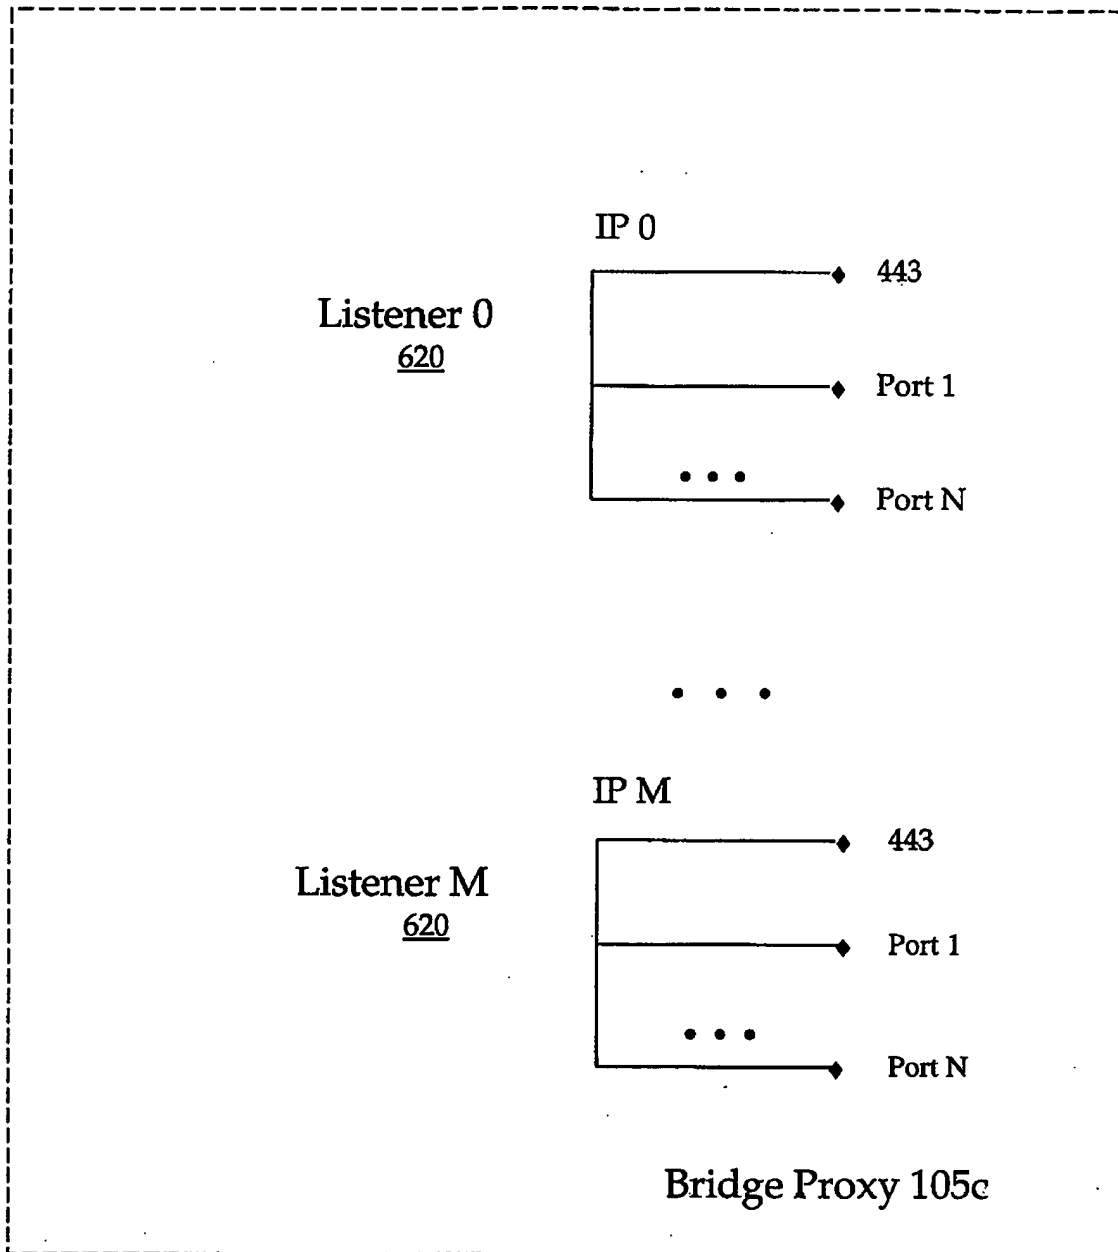 IP 0
443
Listener 0
620
Port 1
• • •
Port N
• • •
IP M
443
Listener M
620
Port 1
• • •
Port N
Bridge Proxy 105c